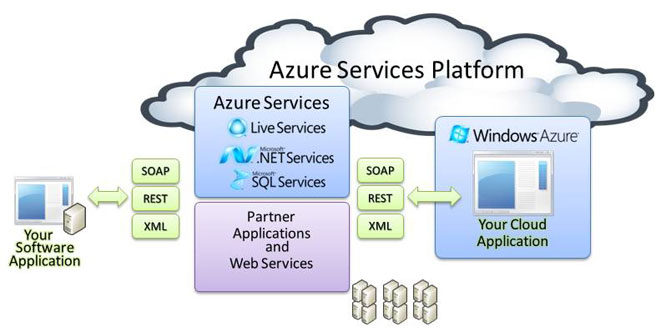 Azure Services Platform
Azure Services
Live Services
Microsoft
.NET Services
Microsoft
SQL Services
Windows Azure
SOAP
REST
XML
SOAP
REST
XML
Partner
Applications
and
Web Services
Your
Software
Application
Your Cloud
Application